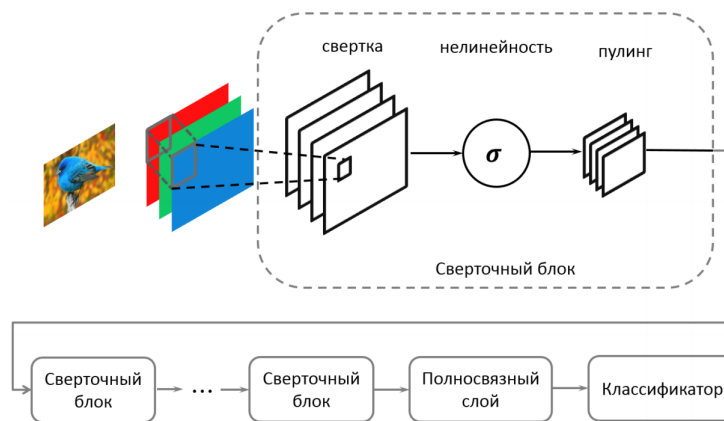 свертка нелинейность пулинг
σ
Сверточный блок
Сверточный
блок
...
Сверточный
блок
Полносвязный
слой
Классификатор